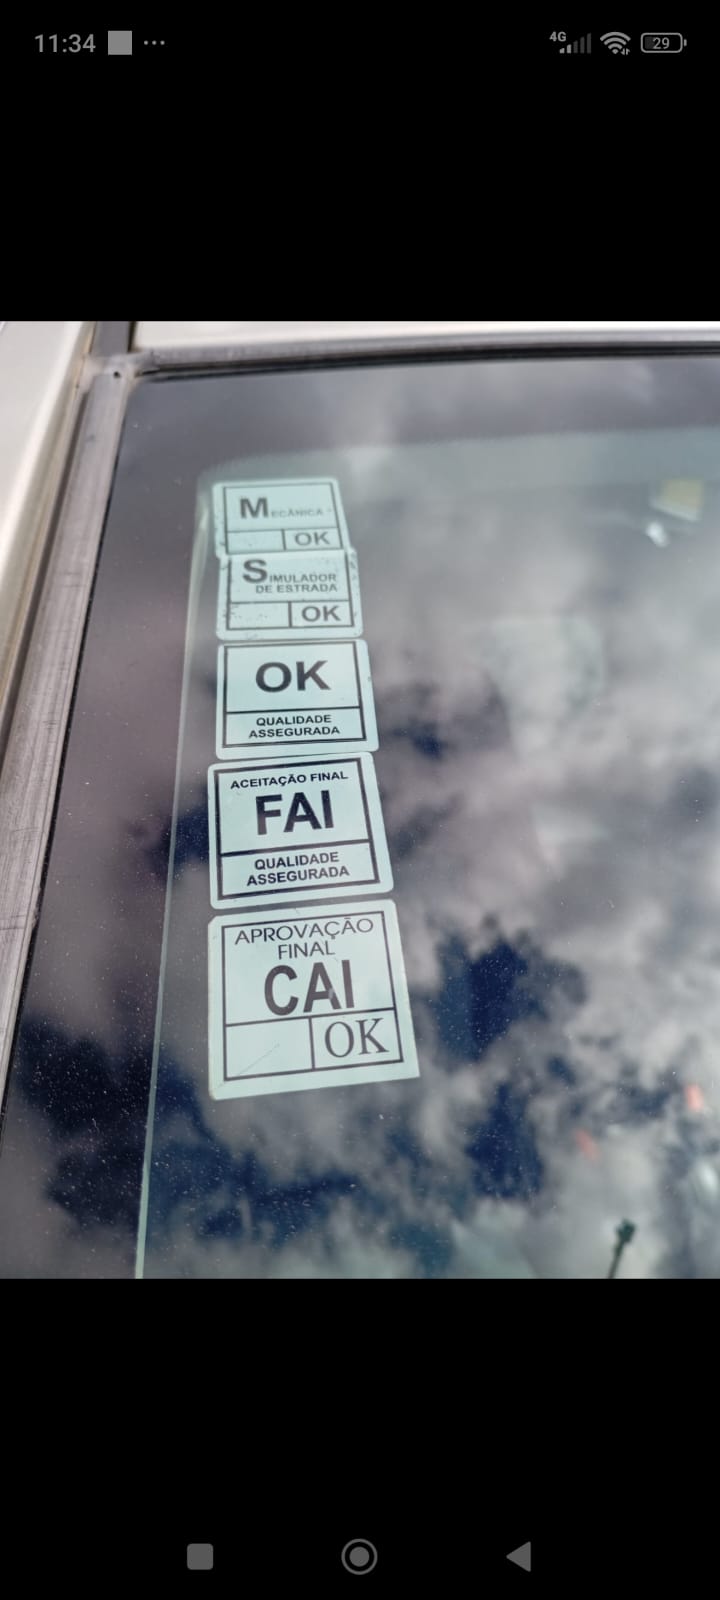 11:34
4G
29
MECÂNICA
OK
SIMULADOR
DE ESTRADA
OK
OK
QUALIDADE
ASSEGURADA
ACEITAÇÃO FINAL
FAI
QUALIDADE
ASSEGURADA
APROVAÇÃO
FINAL
CAI
OK